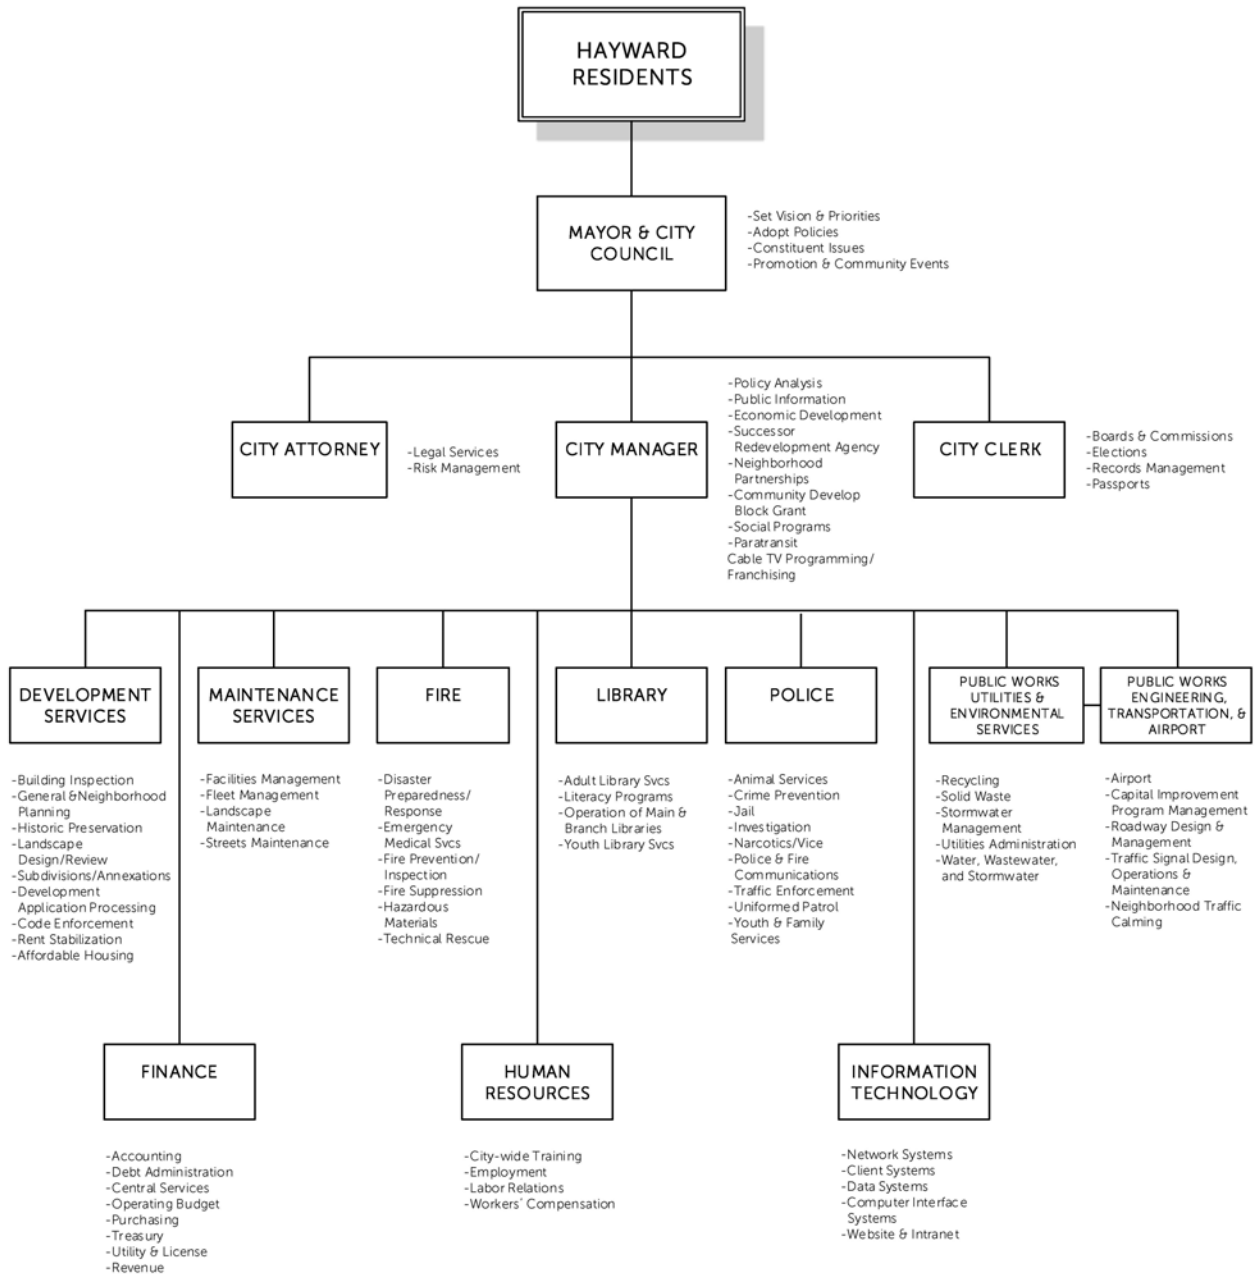 HAYWARD
RESIDENTS
MAYOR & CITY
COUNCIL
-Set Vision & Priorities
-Adopt Policies
-Constituent Issues
-Promotion & Community Events
CITY ATTORNEY
-Legal Services
-Risk Management
CITY MANAGER
-Policy Analysis
-Public Information
-Economic Development
-Successor
Redevelopment Agency
-Neighborhood
Partnerships
-Community Develop
Block Grant
-Social Programs
-Paratransit
Cable TV Programming/
Franchising
CITY CLERK
-Boards & Commissions
-Elections
-Records Management
-Passports
DEVELOPMENT
SERVICES
-Building Inspection
-General &Neighborhood
Planning
-Historic Preservation
-Landscape
Design/Review
-Subdivisions/Annexations
-Development
Application Processing
-Code Enforcement
-Rent Stabilization
-Affordable Housing
MAINTENANCE
SERVICES
-Facilities Management
-Fleet Management
-Landscape
Maintenance
-Streets Maintenance
FIRE
-Disaster
Preparedness/
Response
-Emergency
Medical Svcs
-Fire Prevention/
Inspection
-Fire Suppression
-Hazardous
Materials
-Technical Rescue
LIBRARY
-Adult Library Svcs
-Literacy Programs
-Operation of Main &
Branch Libraries
-Youth Library Svcs
POLICE
-Animal Services
-Crime Prevention
-Jail
-Investigation
-Narcotics/Vice
-Police & Fire
Communications
-Traffic Enforcement
-Uniformed Patrol
-Youth & Family
Services
PUBLIC WORKS
UTILITIES &
ENVIRONMENTAL
SERVICES
-Recycling
-Solid Waste
-Stormwater
Management
-Utilities Administration
-Water, Wastewater,
and Stormwater
PUBLIC WORKS
ENGINEERING,
TRANSPORTATION, &
AIRPORT
-Airport
-Capital Improvement
Program Management
-Roadway Design &
Management
-Traffic Signal Design,
Operations &
Maintenance
-Neighborhood Traffic
Calming
FINANCE
-Accounting
-Debt Administration
-Central Services
-Operating Budget
-Purchasing
-Treasury
-Utility & License
-Revenue
HUMAN
RESOURCES
-City-wide Training
-Employment
-Labor Relations
-Workers' Compensation
INFORMATION
TECHNOLOGY
-Network Systems
-Client Systems
-Data Systems
-Computer Interface
Systems
-Website & Intranet